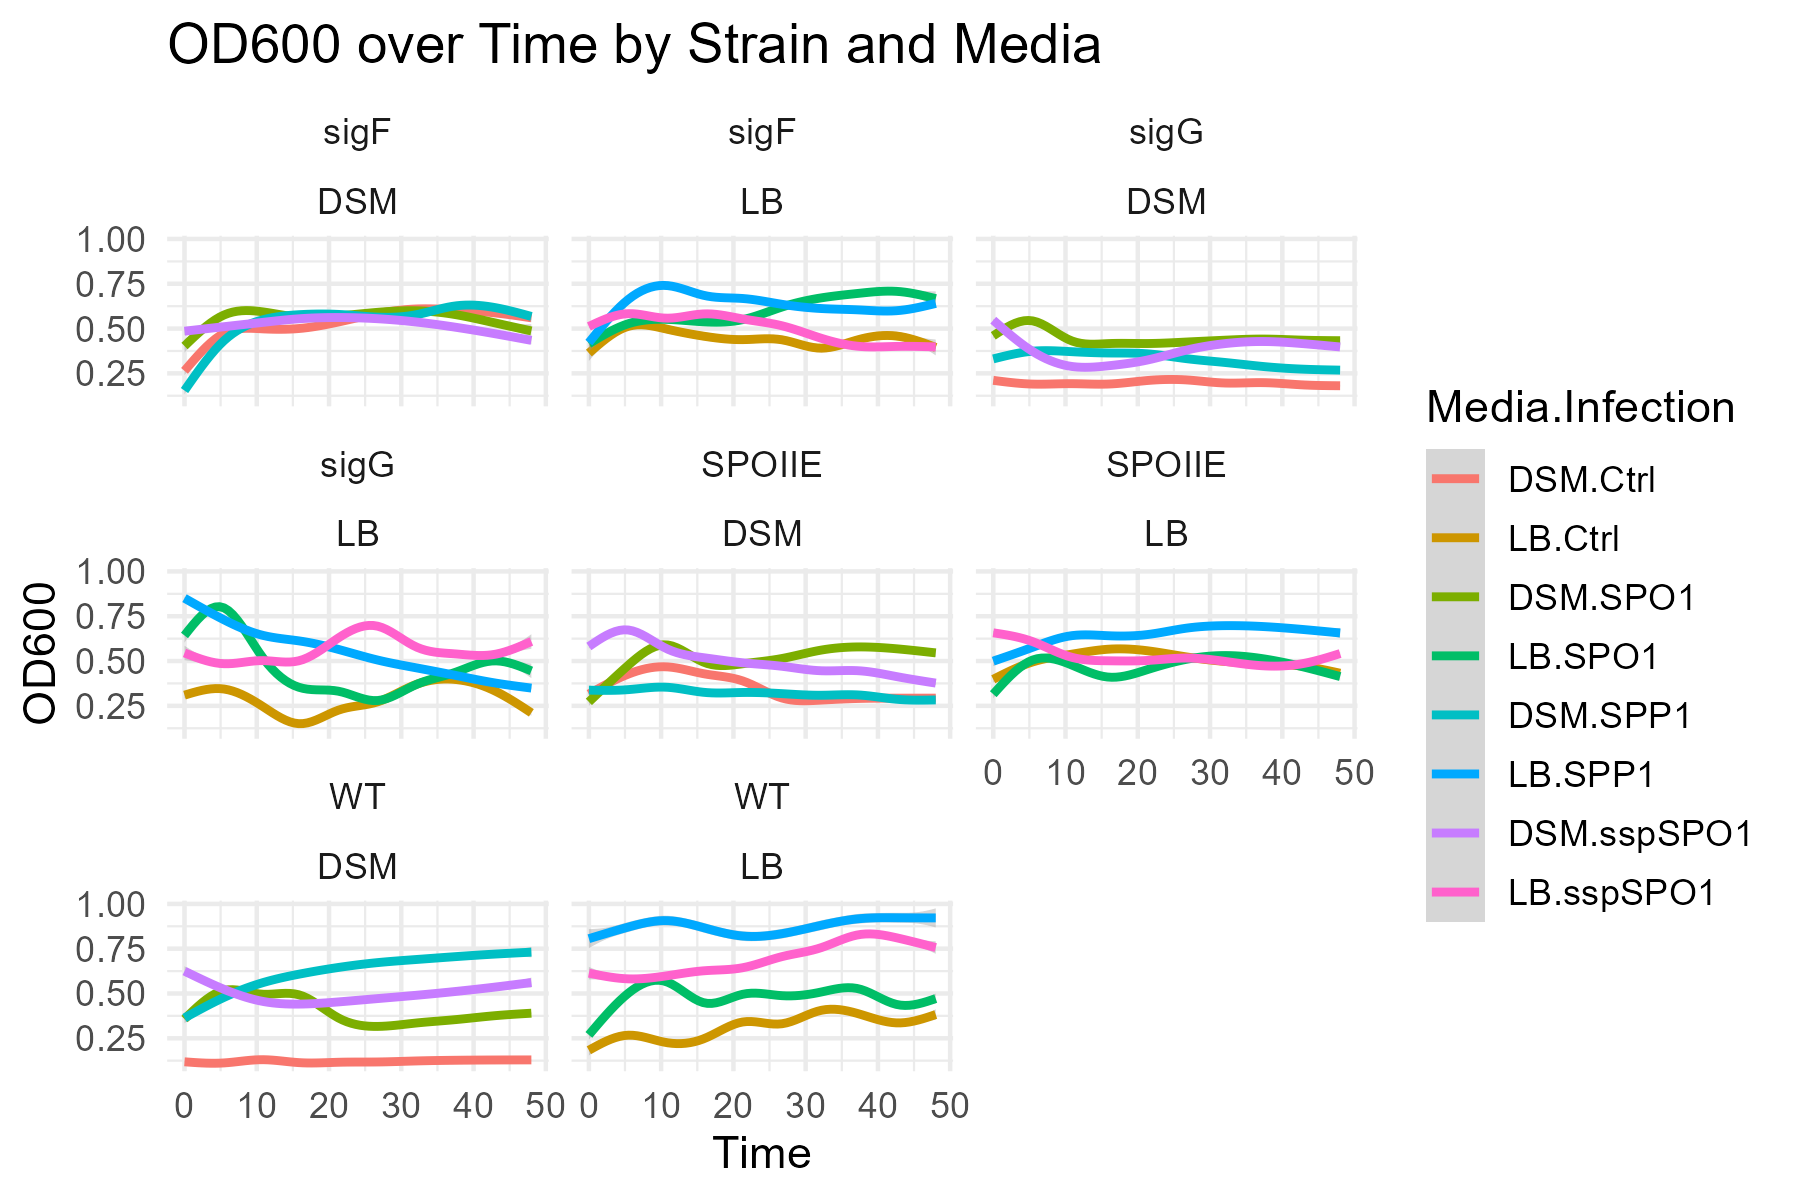 OD600 over Time by Strain and Media
sigF
sigF
sigG
DSM
LB
DSM
1.00
0.75
0.50
0.25
sigG
SPOIIE
SPOIIE
LB
DSM
LB
1.00
0.75
0.50
0.25
0 10 20 30 40 50
WT
WT
DSM
LB
1.00
0.75
0.50
0.25
0 10 20 30 40 50
0 10 20 30 40 50
Time
OD600
Media.Infection
DSM.Ctrl
LB.Ctrl
DSM.SPO1
LB.SPO1
DSM.SPP1
LB.SPP1
DSM.sspSPO1
LB.sspSPO1